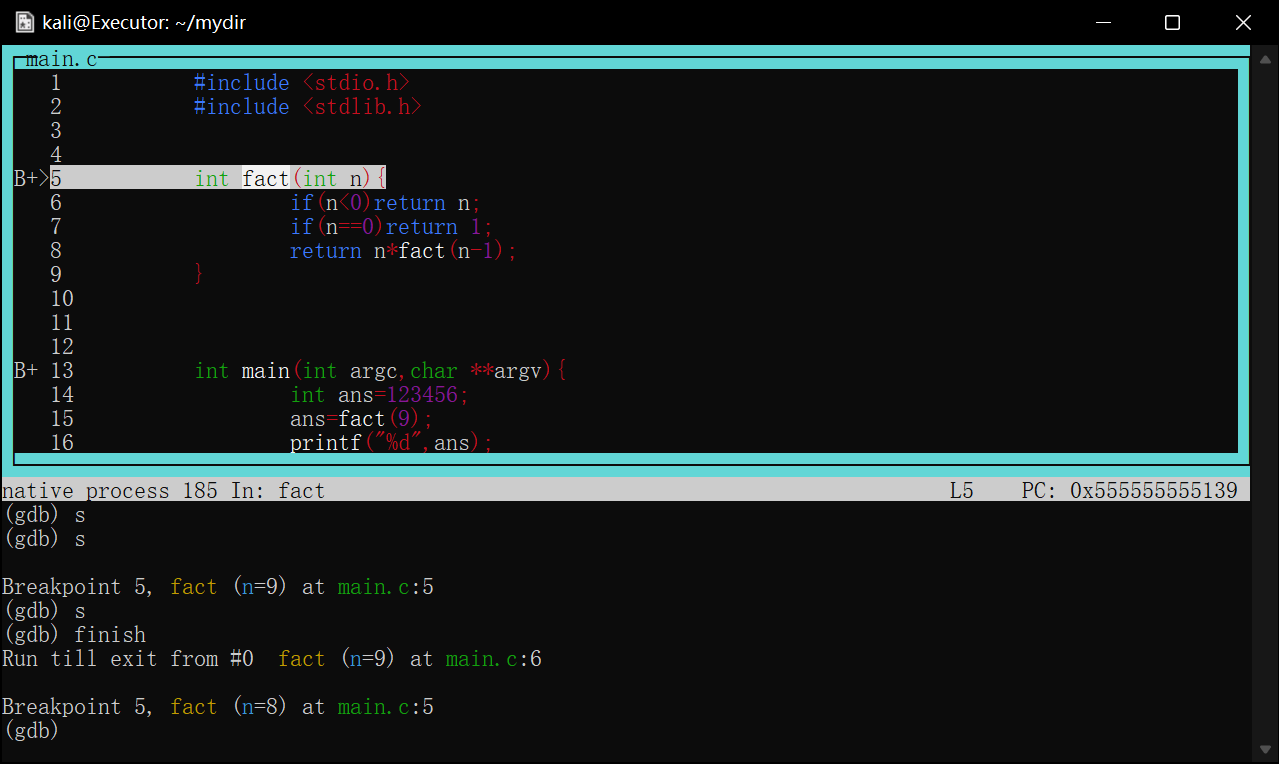 kali@Executor: ~/mydir
main.c
1 #include <stdio.h>
2 #include <stdlib.h>
3
4
B+>5 int fact(int n){
6 if(n<0)return n;
7 if(n==0)return 1;
8 return n*fact(n-1);
9 }
10
11
12
B+ 13 int main(int argc,char **argv){
14 int ans=123456;
15 ans=fact(9);
16 printf("%d",ans);
native process 185 In: fact L5 PC: 0x555555555139
(gdb) s
(gdb) s
Breakpoint 5, fact (n=9) at main.c:5
(gdb) s
(gdb) finish
Run till exit from #0 fact (n=9) at main.c:6
Breakpoint 5, fact (n=8) at main.c:5
(gdb)